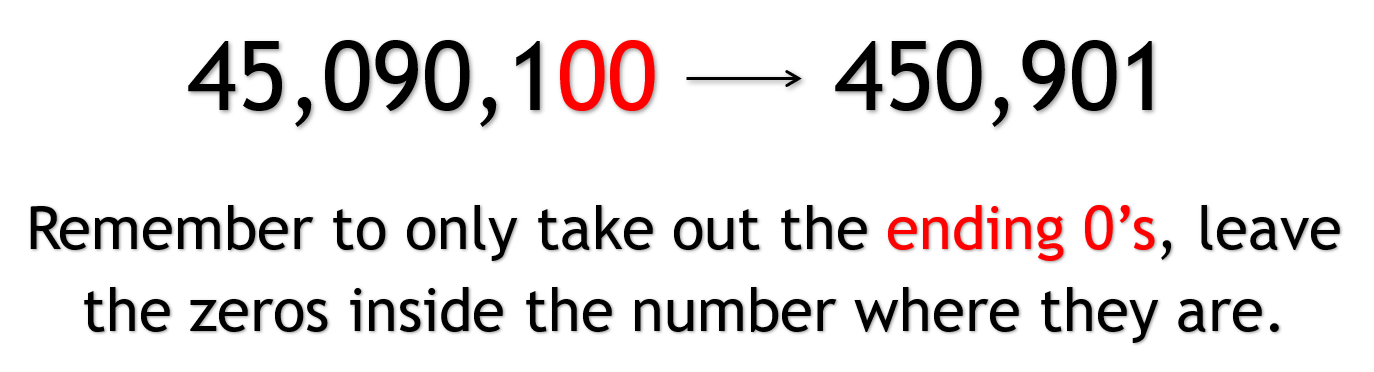 45,090,100 → 450,901
Remember to only take out the ending 0’s, leave
the zeros inside the number where they are.